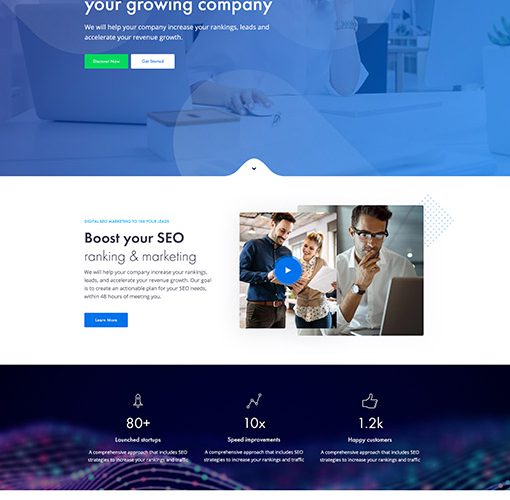 your growing company
We will help your company increase your rankings, leads and
accelerate your revenue growth.
Discover Now
Get Started
DIGITAL SEO MARKETING TO 10X YOUR LEADS
Boost your SEO
ranking & marketing
We will help your company increase your rankings,
leads, and accelerate your revenue growth. Our goal
is to create an actionable plan for your SEO needs,
within 48 hours of meeting you.
Learn More
80+
Launched startups
A comprehensive approach that includes SEO
strategies to increase your rankings and traffic
10x
Speed improvements
A comprehensive approach that includes SEO
strategies to increase your rankings and traffic
1.2k
Happy customers
A comprehensive approach that includes SEO
strategies to increase your rankings and traffic